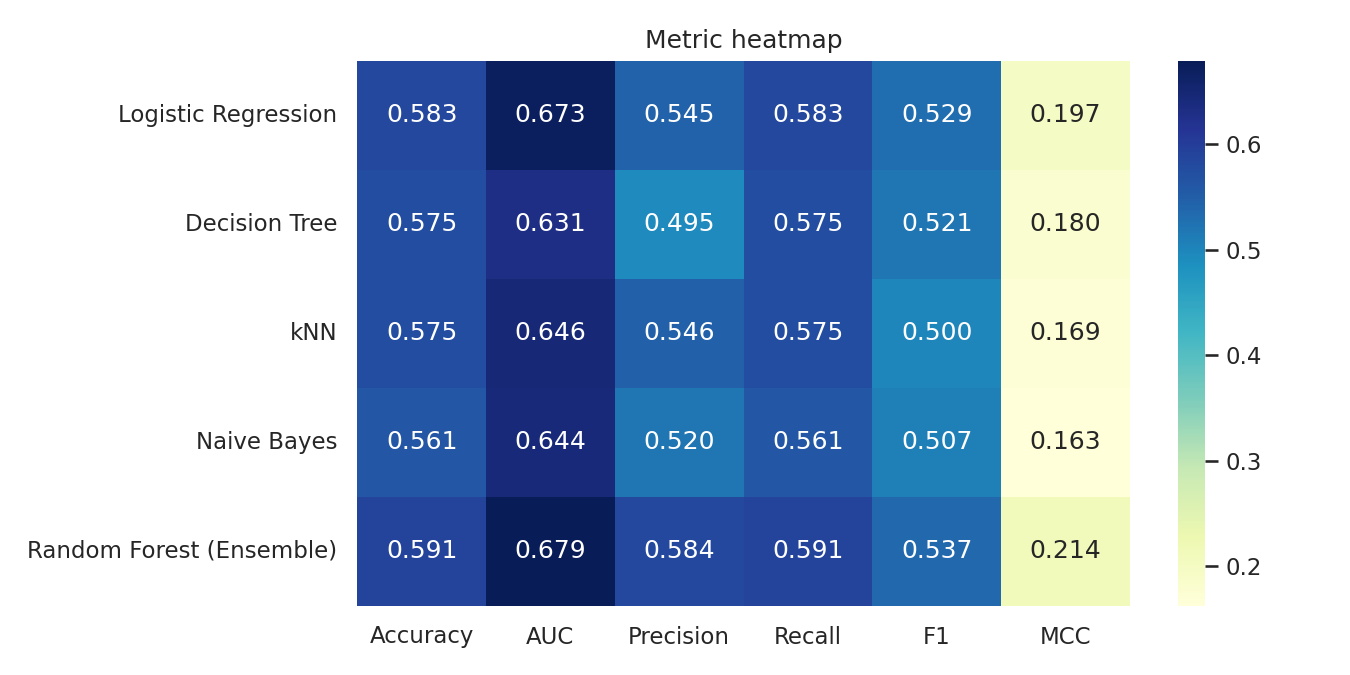 Metric heatmap
Logistic Regression 0.583 0.673 0.545 0.583 0.529 0.197
Decision Tree 0.575 0.631 0.495 0.575 0.521 0.180
kNN 0.575 0.646 0.546 0.575 0.500 0.169
Naive Bayes 0.561 0.644 0.520 0.561 0.507 0.163
Random Forest (Ensemble) 0.591 0.679 0.584 0.591 0.537 0.214
Accuracy AUC Precision Recall F1 MCC
0.6
0.5
0.4
0.3
0.2